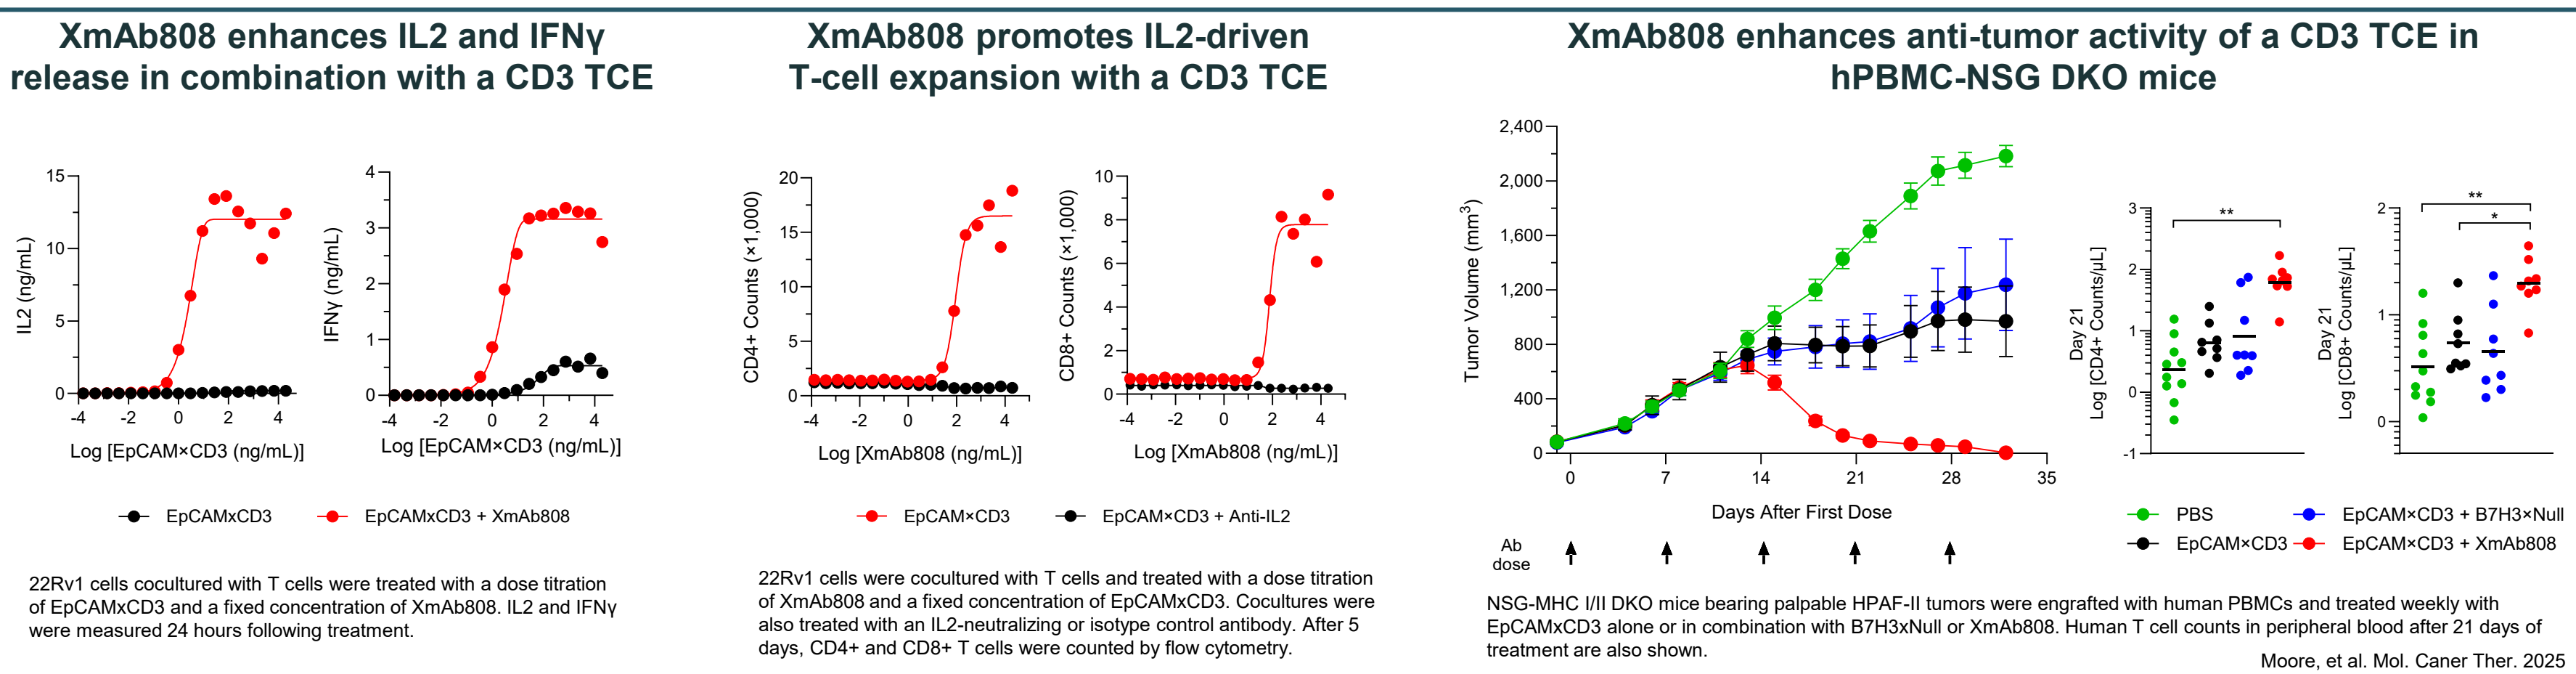 XmAb808 enhances IL2 and IFNγ
release in combination with a CD3 TCE
15
10
5
0
IL2 (ng/mL)
-4
-2
0
2
4
Log [EpCAM×CD3 (ng/mL)]
4
3
2
1
0
IFNγ (ng/mL)
-4
-2
0
2
4
Log [EpCAM×CD3 (ng/mL)]
EpCAMxCD3
EpCAMxCD3 + XmAb808
22Rv1 cells cocultured with T cells were treated with a dose titration
of EpCAMxCD3 and a fixed concentration of XmAb808. IL2 and IFNγ
were measured 24 hours following treatment.
XmAb808 promotes IL2-driven
T-cell expansion with a CD3 TCE
20
15
10
5
0
CD4+ Counts (×1,000)
-4
-2
0
2
4
Log [XmAb808 (ng/mL)]
10
8
6
4
2
0
CD8+ Counts (×1,000)
-4
-2
0
2
4
Log [XmAb808 (ng/mL)]
EpCAM×CD3
EpCAM×CD3 + Anti-IL2
22Rv1 cells were cocultured with T cells and treated with a dose titration
of XmAb808 and a fixed concentration of EpCAMxCD3. Cocultures were
also treated with an IL2-neutralizing or isotype control antibody. After 5
days, CD4+ and CD8+ T cells were counted by flow cytometry.
XmAb808 enhances anti-tumor activity of a CD3 TCE in
hPBMC-NSG DKO mice
2,400
2,000
1,600
1,200
800
400
0
Tumor Volume (mm³)
0
7
14
21
28
35
Days After First Dose
Ab
dose
3
2
1
0
-1
Day 21
Log [CD4+ Counts/µL]
**
2
1
0
Day 21
Log [CD8+ Counts/µL]
**
*
PBS
EpCAM×CD3 + B7H3×Null
EpCAM×CD3
EpCAM×CD3 + XmAb808
NSG-MHC I/II DKO mice bearing palpable HPAF-II tumors were engrafted with human PBMCs and treated weekly with
EpCAMxCD3 alone or in combination with B7H3xNull or XmAb808. Human T cell counts in peripheral blood after 21 days of
treatment are also shown.
Moore, et al. Mol. Caner Ther. 2025